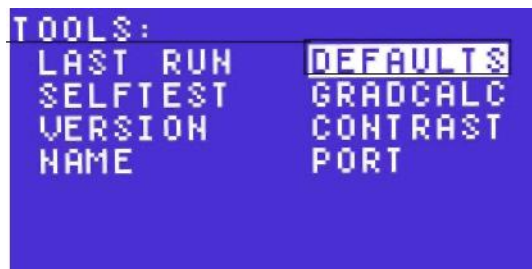 TOOLS:
LAST RUN DEFAULTS
SELFTEST GRADCALC
VERSION CONTRAST
NAME PORT